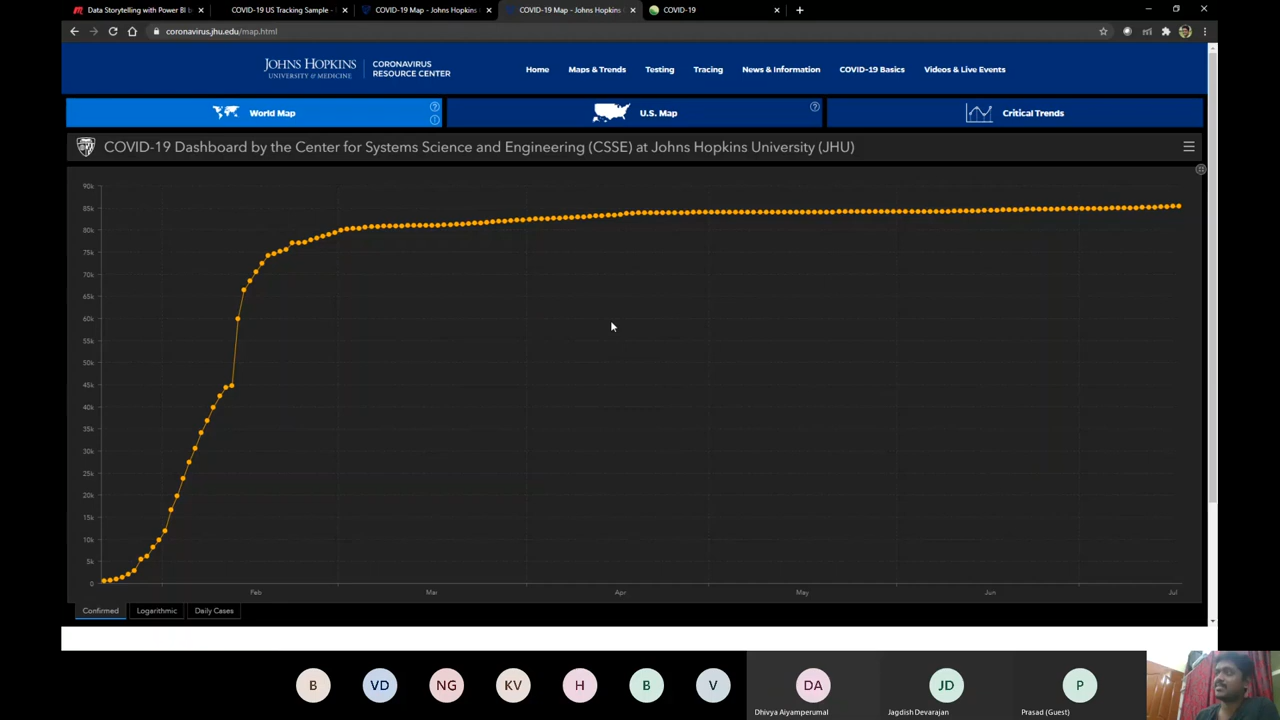 Data Storytelling with Power BI b
COVID-19 US Tracking Sample -
COVID-19 Map - Johns Hopkins
COVID-19 Map - Johns Hopkins
COVID-19
coronavirus.jhu.edu/map.html
JOHNS HOPKINS
UNIVERSITY & MEDICINE
CORONAVIRUS
RESOURCE CENTER
Home
Maps & Trends
Testing
Tracing
News & Information
COVID-19 Basics
Videos & Live Events
World Map
U.S. Map
Critical Trends
COVID-19 Dashboard by the Center for Systems Science and Engineering (CSSE) at Johns Hopkins University (JHU)
90k
85k
80k
75k
70k
65k
60k
55k
50k
45k
40k
35k
30k
25k
20k
15k
10k
5k
0
Feb
Mar
Apr
May
Jun
Jul
Confirmed
Logarithmic
Daily Cases
B
VD
NG
KV
H
B
V
DA
Dhivya Aiyamperumal
JD
Jagdish Devarajan
P
Prasad (Guest)